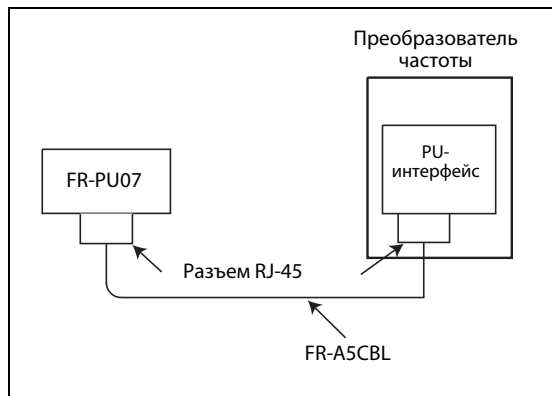 Преобразователь
частоты
FR-PU07
PU-
интерфейс
Разъем RJ-45
FR-A5CBL